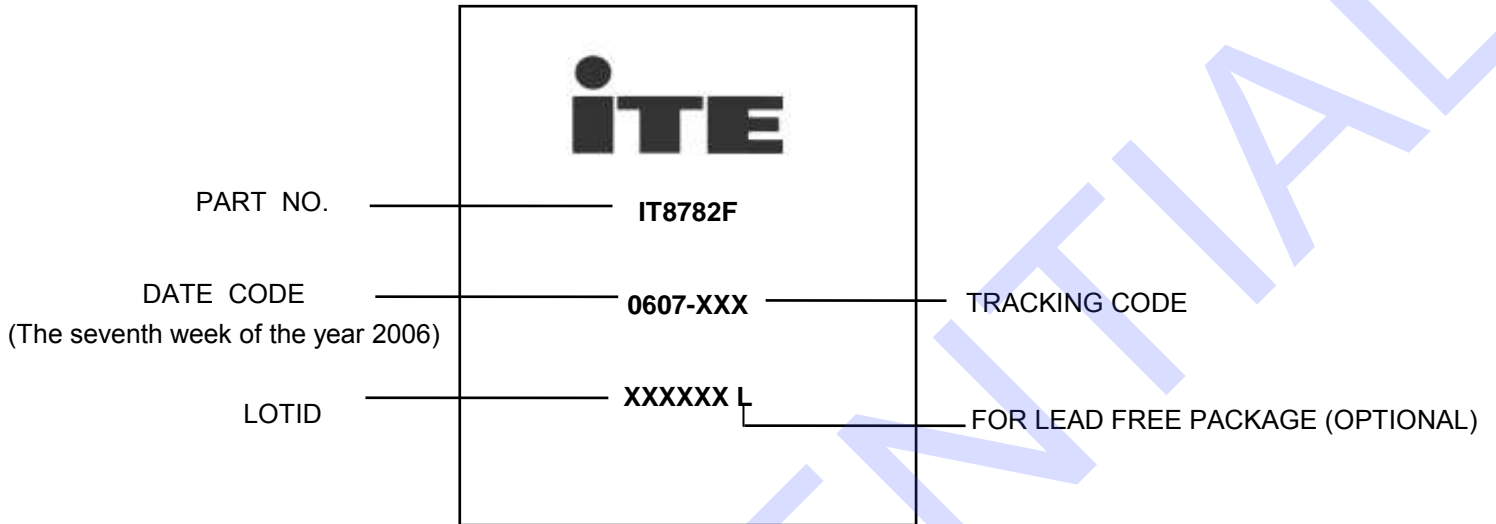 iTE
PART NO. IT8782F
DATE CODE 0607-XXX TRACKING CODE
(The seventh week of the year 2006)
LOTID XXXXXX L FOR LEAD FREE PACKAGE (OPTIONAL)
ENTIAL